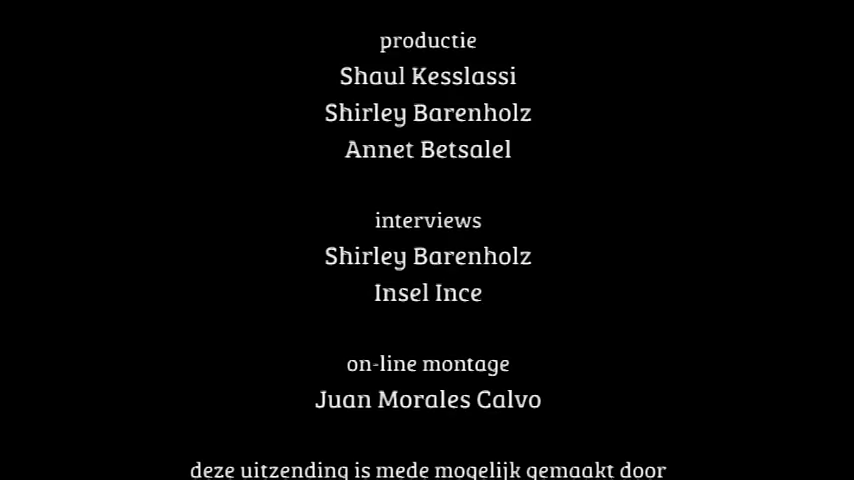 productie
Shaul Kesslassi
Shirley Barenholz
Annet Betsalel
interviews
Shirley Barenholz
Insel Ince
on-line montage
Juan Morales Calvo
deze uitzending is mede mogelijk gemaakt door